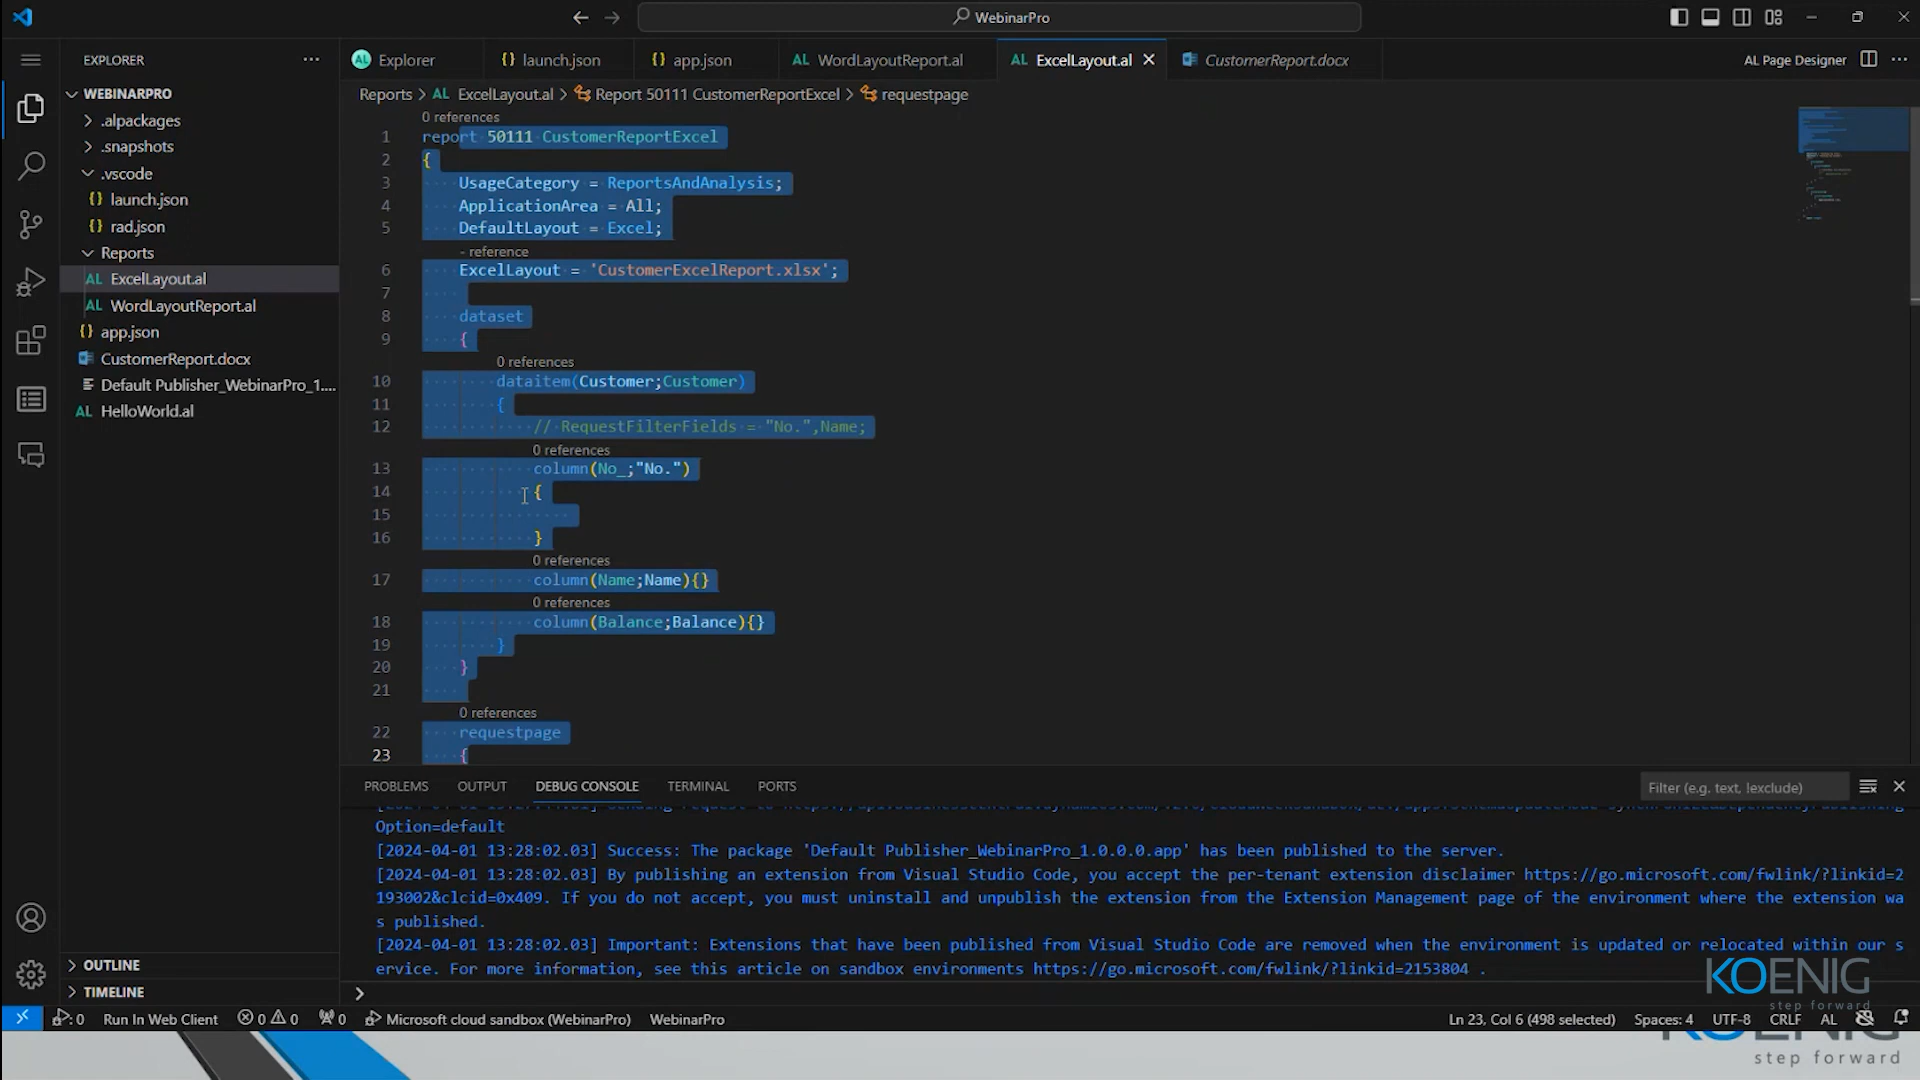 WebinarPro
EXPLORER
Explorer
launch.json
app.json
WordLayoutReport.al
ExcelLayout.al
CustomerReport.docx
AL Page Designer
WEBINARPRO
.alpackages
.snapshots
.vscode
launch.json
rad.json
Reports
AL ExcelLayout.al
AL WordLayoutReport.al
app.json
CustomerReport.docx
Default Publisher_WebinarPro_1....
AL HelloWorld.al
Reports > AL ExcelLayout.al > Report 50111 CustomerReportExcel > requestpage
0 references
1 report 50111 CustomerReportExcel
2 {
3 UsageCategory = ReportsAndAnalysis;
4 ApplicationArea = All;
5 DefaultLayout = Excel;
- reference
6 ExcelLayout = 'CustomerExcelReport.xlsx';
7
8 dataset
9 {
0 references
10 dataitem(Customer;Customer)
11 {
12 // RequestFilterFields = "No.",Name;
0 references
13 column(No_;"No.")
14 {
15
16 }
0 references
17 column(Name;Name){}
0 references
18 column(Balance;Balance){}
19 }
20 }
21
0 references
22 requestpage
23 {
PROBLEMS OUTPUT DEBUG CONSOLE TERMINAL PORTS
Filter (e.g. text, !exclude)
Option=default
[2024-04-01 13:28:02.03] Success: The package 'Default Publisher_WebinarPro_1.0.0.0.app' has been published to the server.
[2024-04-01 13:28:02.03] By publishing an extension from Visual Studio Code, you accept the per-tenant extension disclaimer https://go.microsoft.com/fwlink/?linkid=2
193002&clcid=0x409. If you do not accept, you must uninstall and unpublish the extension from the Extension Management page of the environment where the extension wa
s published.
[2024-04-01 13:28:02.03] Important: Extensions that have been published from Visual Studio Code are removed when the environment is updated or relocated within our s
ervice. For more information, see this article on sandbox environments https://go.microsoft.com/fwlink/?linkid=2153804 .
OUTLINE
TIMELINE
KOENIG
step forward
0 Run In Web Client 0 0 0 Microsoft cloud sandbox (WebinarPro) WebinarPro
Ln 23, Col 6 (498 selected) Spaces: 4 UTF-8 CRLF AL
KOENIG
step forward